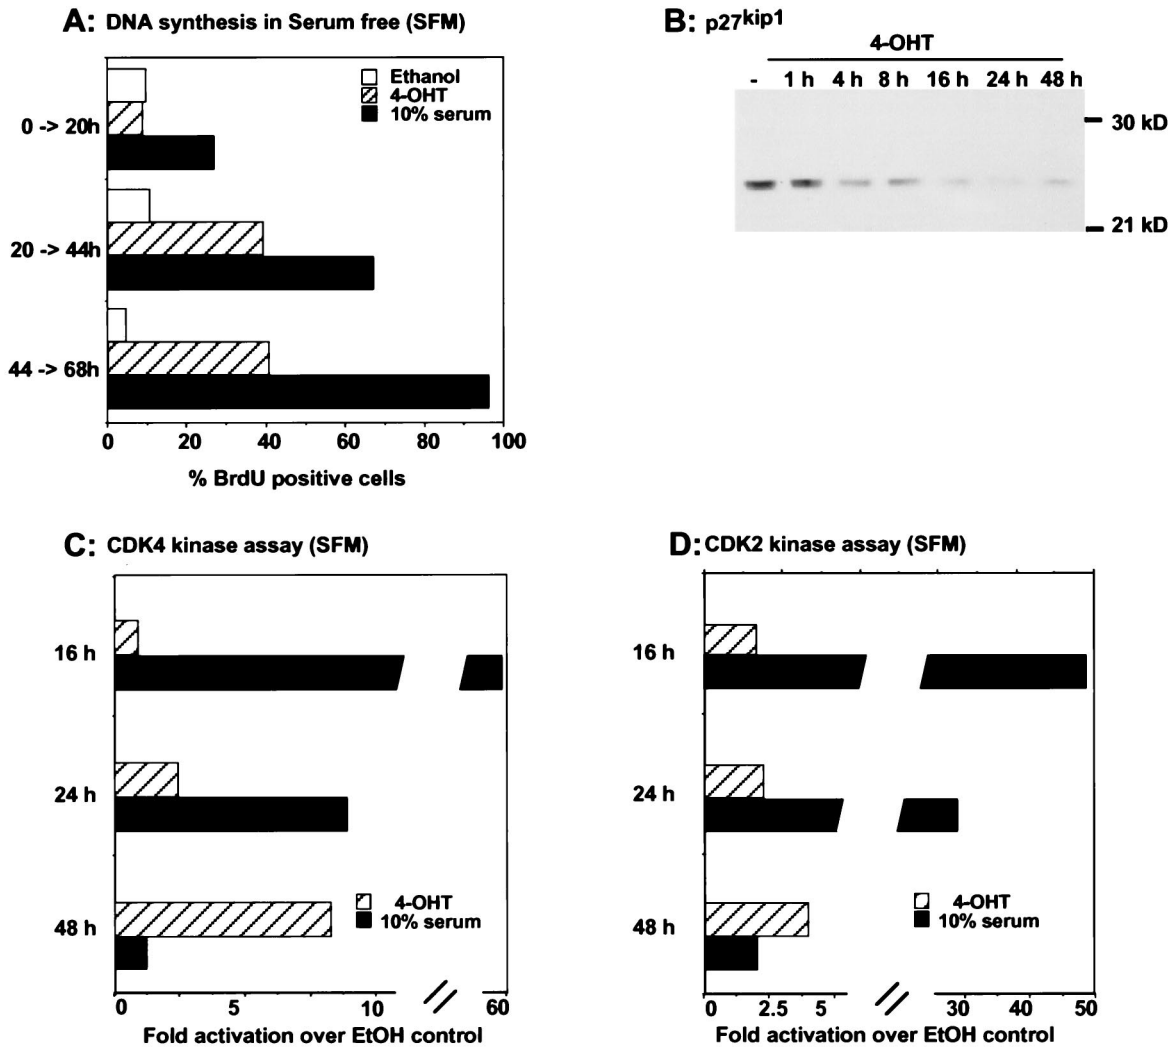 A: DNA synthesis in Serum free (SFM)
Ethanol
4-OHT
10% serum
0 -> 20h
20 -> 44h
44 -> 68h
0 20 40 60 80 100
% BrdU positive cells
B: p27kip1
4-OHT
- 1 h 4 h 8 h 16 h 24 h 48 h
30 kD
21 kD
C: CDK4 kinase assay (SFM)
16 h
24 h
48 h
4-OHT
10% serum
0 5 10 // 60
Fold activation over EtOH control
D: CDK2 kinase assay (SFM)
16 h
24 h
48 h
4-OHT
10% serum
0 2.5 5 // 30 40 50
Fold activation over EtOH control